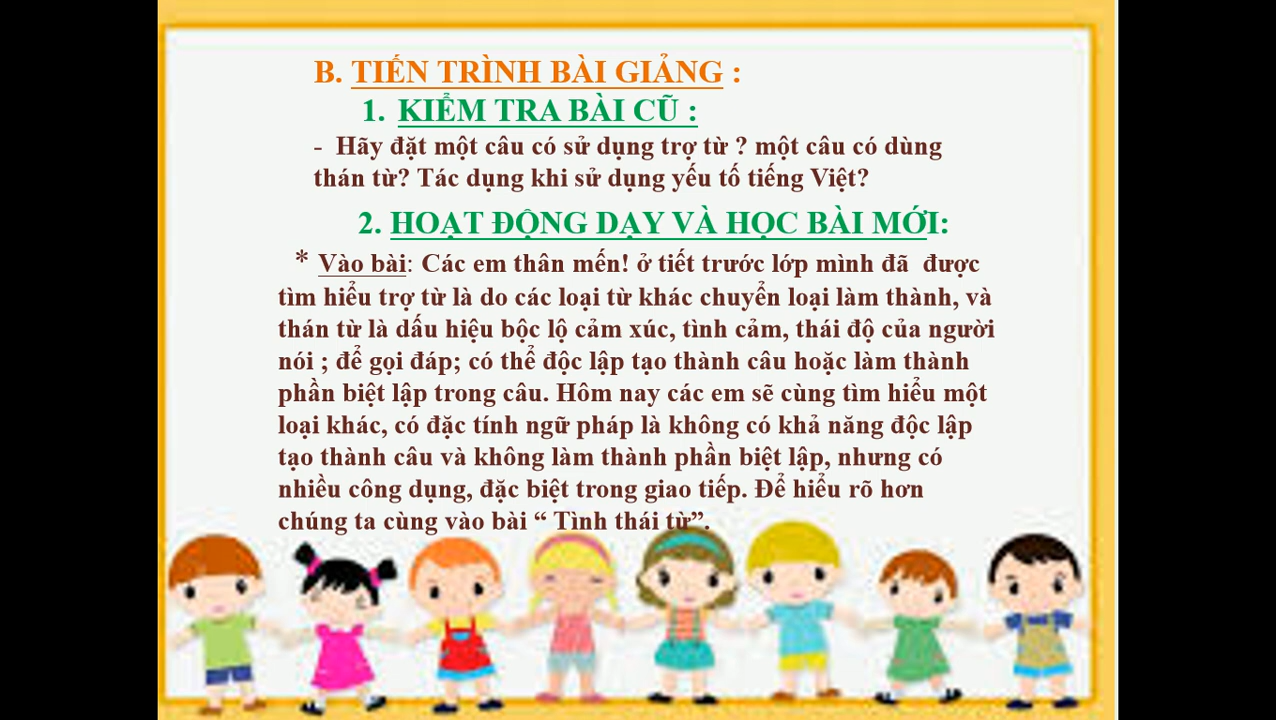 B. TIẾN TRÌNH BÀI GIẢNG :
1. KIỂM TRA BÀI CŨ :
- Hãy đặt một câu có sử dụng trợ từ ? một câu có dùng
thán từ? Tác dụng khi sử dụng yếu tố tiếng Việt?
2. HOẠT ĐỘNG DẠY VÀ HỌC BÀI MỚI:
* Vào bài: Các em thân mến! ở tiết trước lớp mình đã được
tìm hiểu trợ từ là do các loại từ khác chuyển loại làm thành, và
thán từ là dấu hiệu bộc lộ cảm xúc, tình cảm, thái độ của người
nói ; để gọi đáp; có thể độc lập tạo thành câu hoặc làm thành
phần biệt lập trong câu. Hôm nay các em sẽ cùng tìm hiểu một
loại khác, có đặc tính ngữ pháp là không có khả năng độc lập
tạo thành câu và không làm thành phần biệt lập, nhưng có
nhiều công dụng, đặc biệt trong giao tiếp. Để hiểu rõ hơn
chúng ta cùng vào bài “ Tình thái từ”.